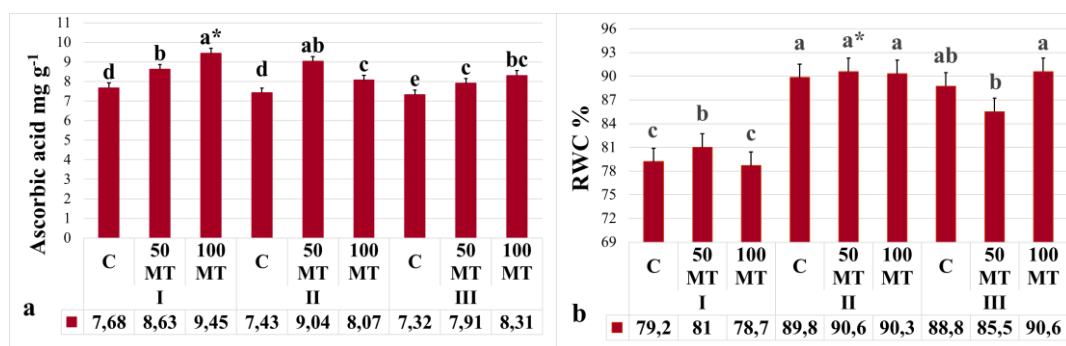 Ascorbic acid mg g⁻¹
11
10
9
8
7
6
5
4
3
2
1
0
d b a* d ab c e c bc
C 50 MT 100 MT C 50 MT 100 MT C 50 MT 100 MT
I II III
a 7,68 8,63 9,45 7,43 9,04 8,07 7,32 7,91 8,31
RWC %
96
93
90
87
84
81
78
75
72
69
c b c a a* a ab b a
C 50 MT 100 MT C 50 MT 100 MT C 50 MT 100 MT
I II III
b 79,2 81 78,7 89,8 90,6 90,3 88,8 85,5 90,6